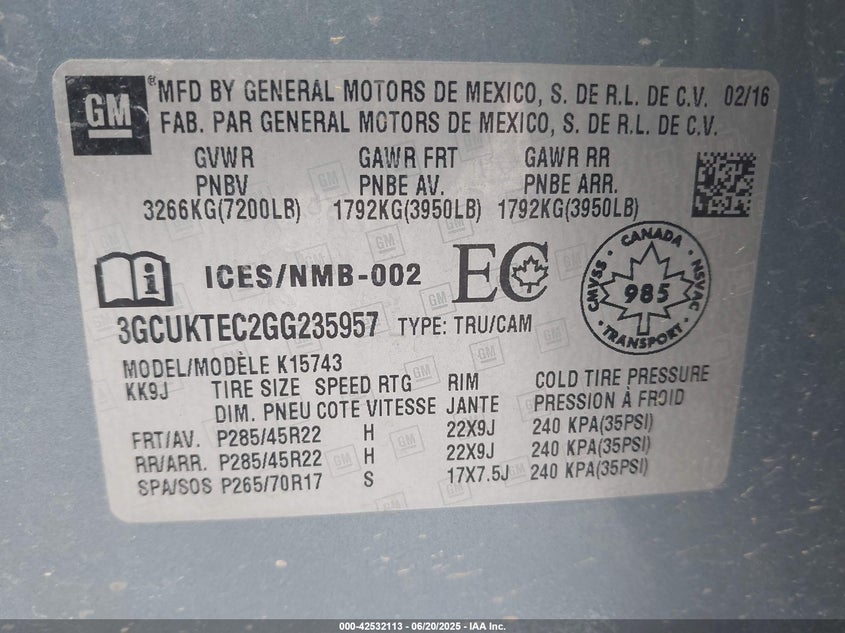 GM
®MFD BY GENERAL MOTORS DE MEXICO, S. DE R.L. DE C.V. 02/16
FAB. PAR GENERAL MOTORS DE MEXICO, S. DE R.L. DE C.V.
GVWR GAWR FRT GAWR RR
PNBV PNBE AV. PNBE ARR.
3266KG(7200LB) 1792KG(3950LB) 1792KG(3950LB)
i ICES/NMB-002 EC
CANADA
CMVSS 985 NSVAC
TRANSPORT
3GCUKTEC2GG235957 TYPE: TRU/CAM
MODEL/MODÈLE K15743
KK9J TIRE SIZE SPEED RTG RIM COLD TIRE PRESSURE
DIM. PNEU COTE VITESSE JANTE PRESSION À FROID
FRT/AV. P285/45R22 H 22X9J 240 KPA(35PSI)
RR/ARR. P285/45R22 H 22X9J 240 KPA(35PSI)
SPA/SOS P265/70R17 S 17X7.5J 240 KPA(35PSI)
000-42532113 - 06/20/2025 - IAA Inc.